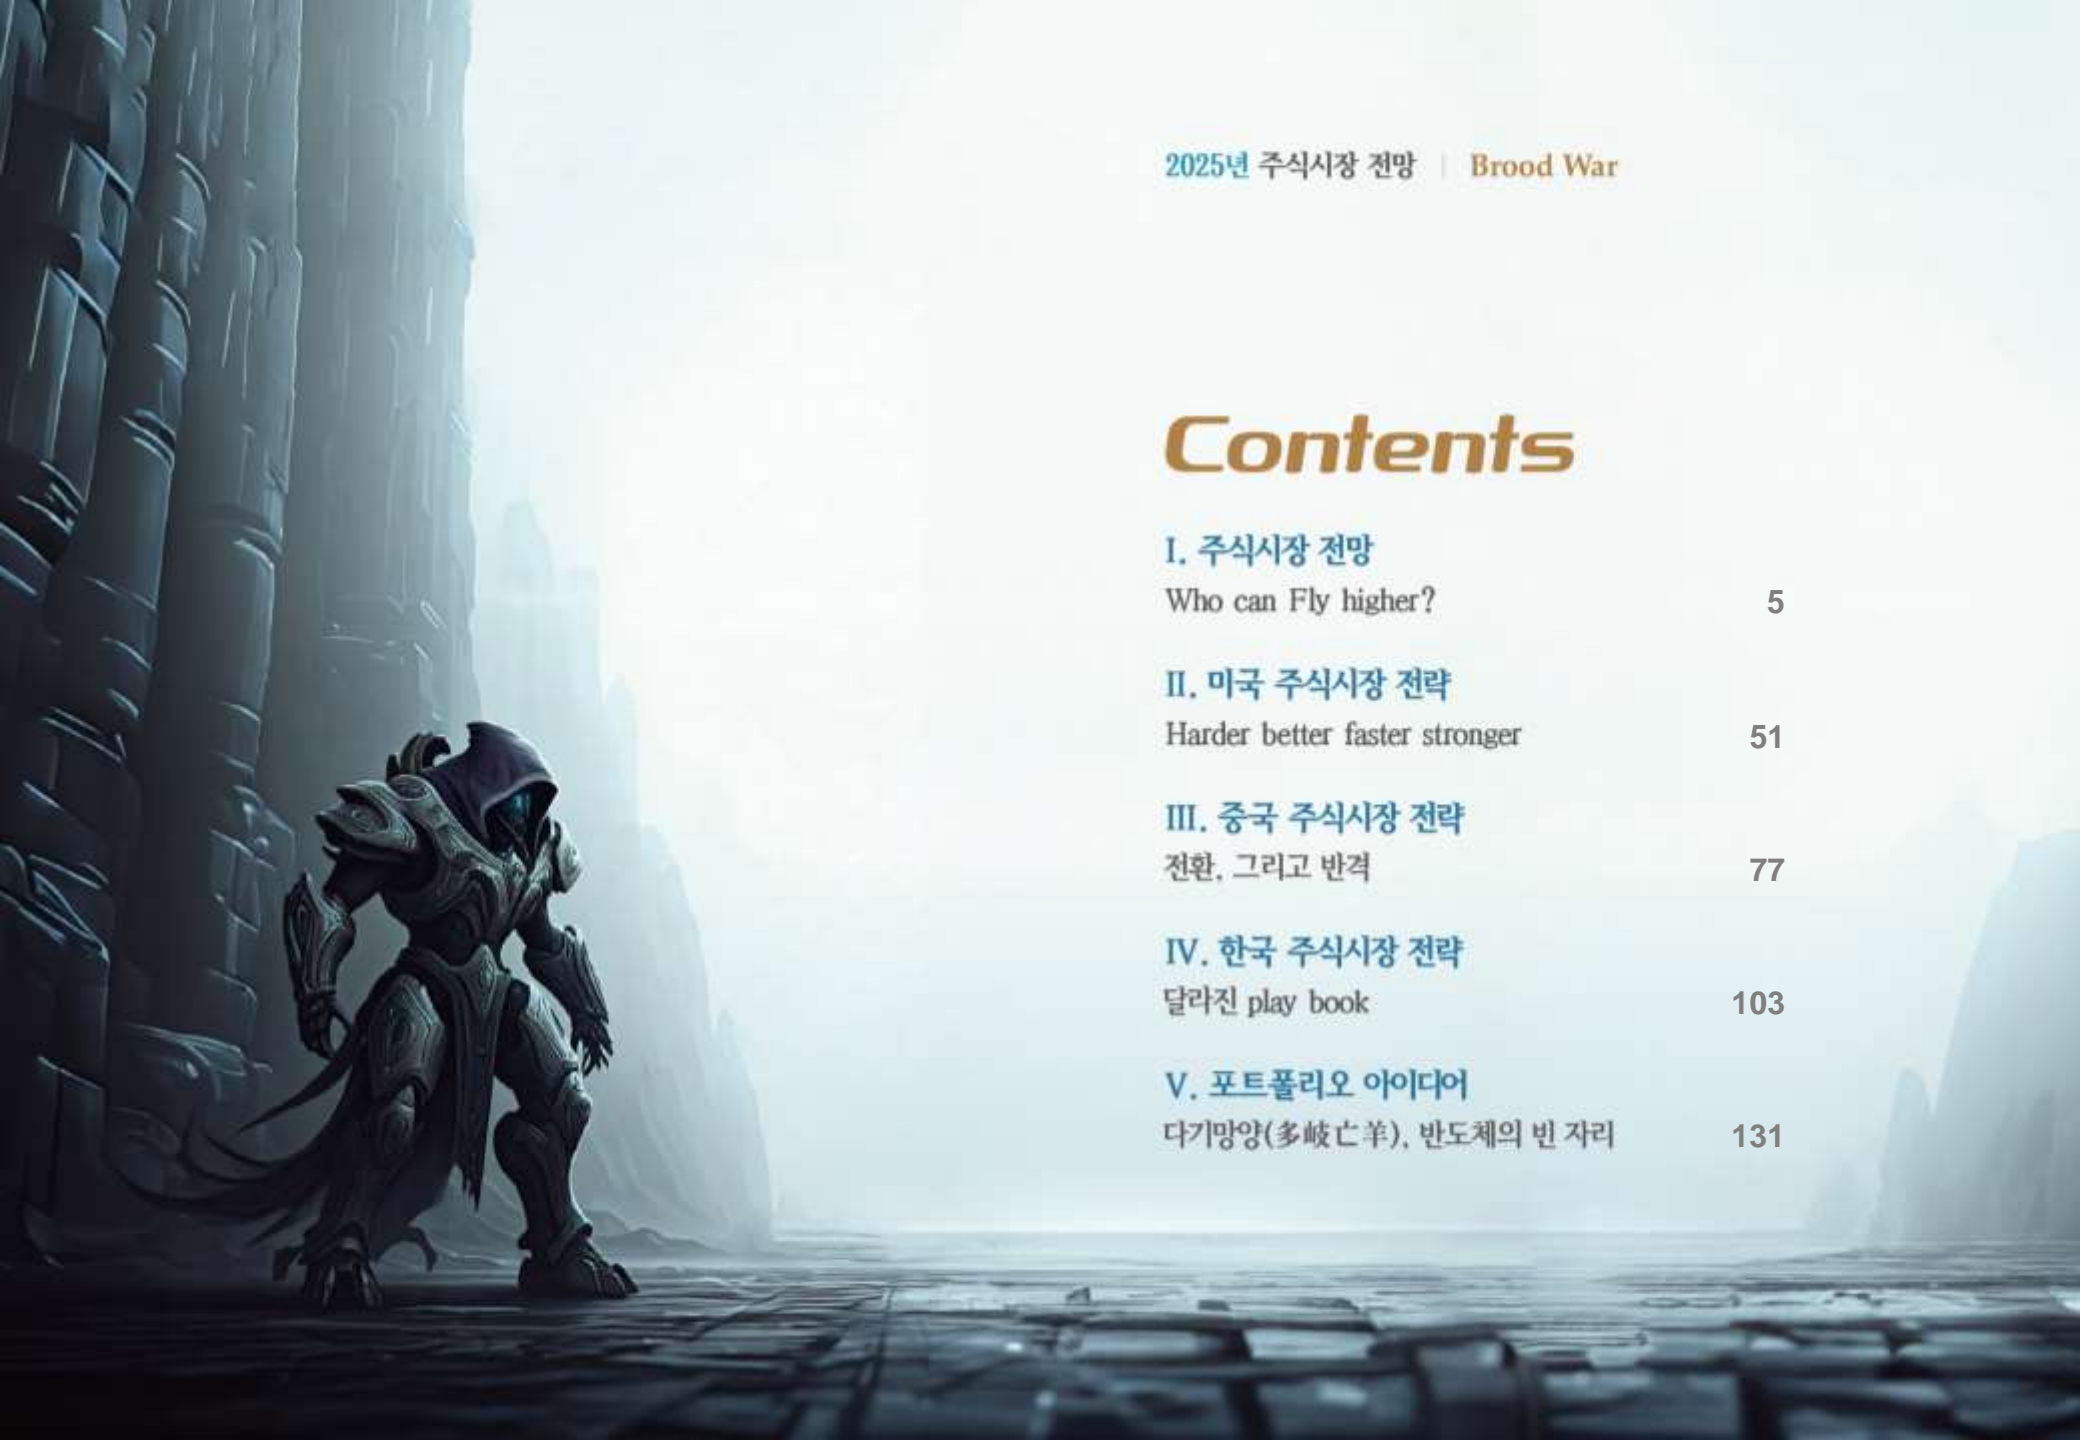 2025년 주식시장 전망 | Brood War
Contents
I. 주식시장 전망
Who can Fly higher? 5
II. 미국 주식시장 전략
Harder better faster stronger 51
III. 중국 주식시장 전략
전환, 그리고 반격 77
IV. 한국 주식시장 전략
달라진 play book 103
V. 포트폴리오 아이디어
다기망양(多岐亡羊), 반도체의 빈 자리 131